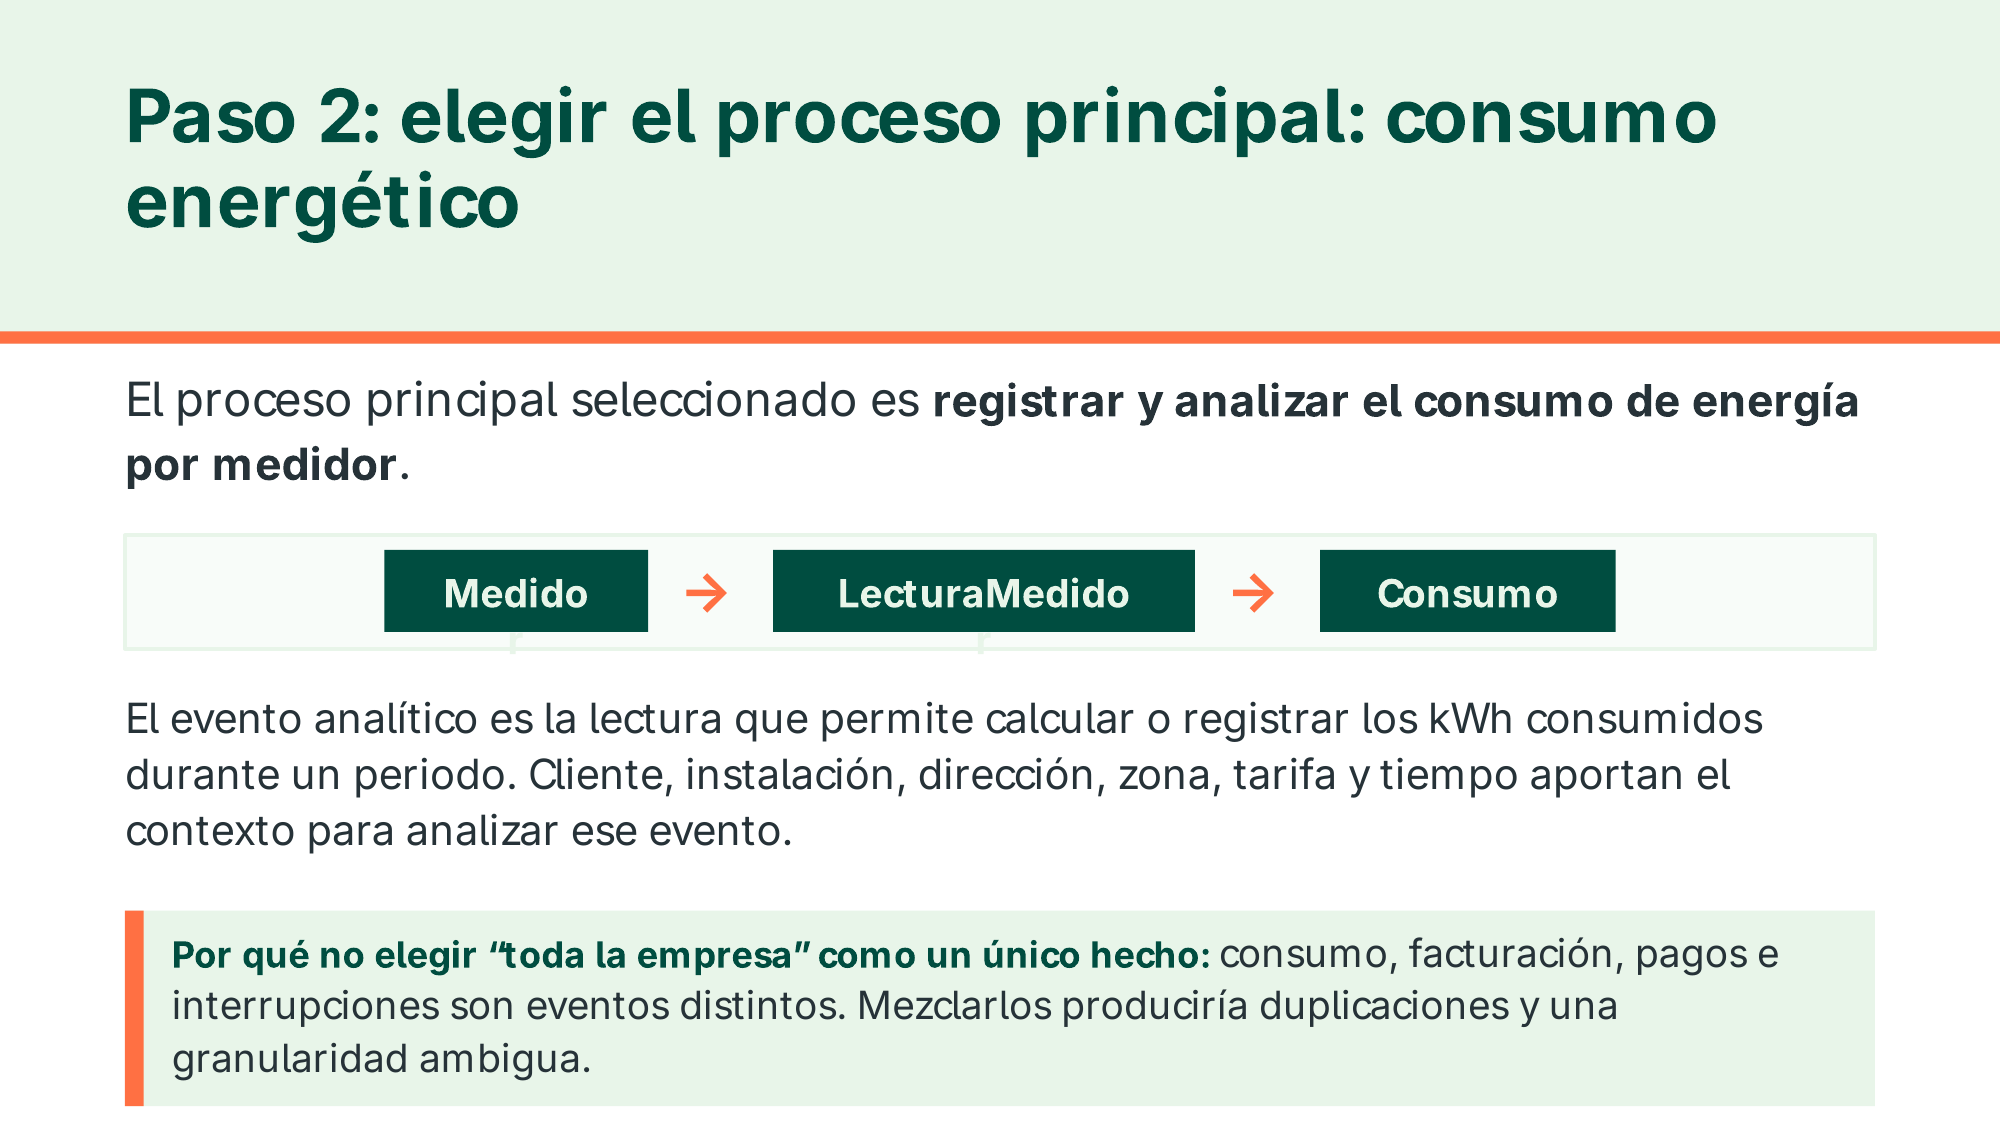 Paso 2: elegir el proceso principal: consumo
energético
El proceso principal seleccionado es registrar y analizar el consumo de energía
por medidor.
Medido → LecturaMedido → Consumo
r r
El evento analítico es la lectura que permite calcular o registrar los kWh consumidos
durante un periodo. Cliente, instalación, dirección, zona, tarifa y tiempo aportan el
contexto para analizar ese evento.
Por qué no elegir “toda la empresa” como un único hecho: consumo, facturación, pagos e
interrupciones son eventos distintos. Mezclarlos produciría duplicaciones y una
granularidad ambigua.